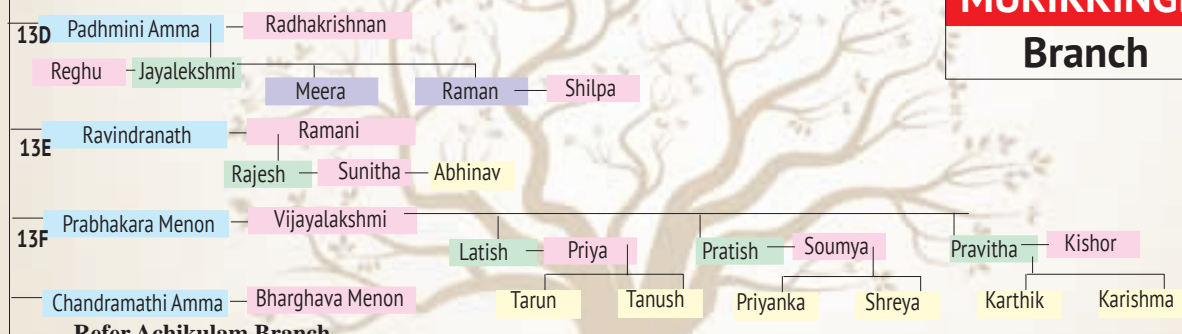 MURIKKING
Branch
13D Padhmini Amma Radhakrishnan
Reghu Jayalekshmi
Meera Raman Shilpa
13E Ravindranath Ramani
Rajesh Sunitha Abhinav
13F Prabhakara Menon Vijayalakshmi
Latish Priya Pratish Soumya Pravitha Kishor
Tarun Tanush Priyanka Shreya Karthik Karishma
Chandramathi Amma Bharghava Menon
Refer Achikulam Branch